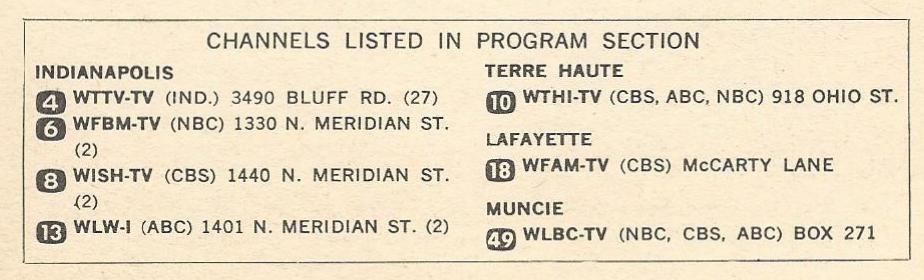 CHANNELS LISTED IN PROGRAM SECTION
INDIANAPOLIS
4 WTTV-TV (IND.) 3490 BLUFF RD. (27)
6 WFBM-TV (NBC) 1330 N. MERIDIAN ST.
(2)
8 WISH-TV (CBS) 1440 N. MERIDIAN ST.
(2)
13 WLW-I (ABC) 1401 N. MERIDIAN ST. (2)
TERRE HAUTE
10 WTHI-TV (CBS, ABC, NBC) 918 OHIO ST.
LAFAYETTE
18 WFAM-TV (CBS) McCARTY LANE
MUNCIE
49 WLBC-TV (NBC, CBS, ABC) BOX 271